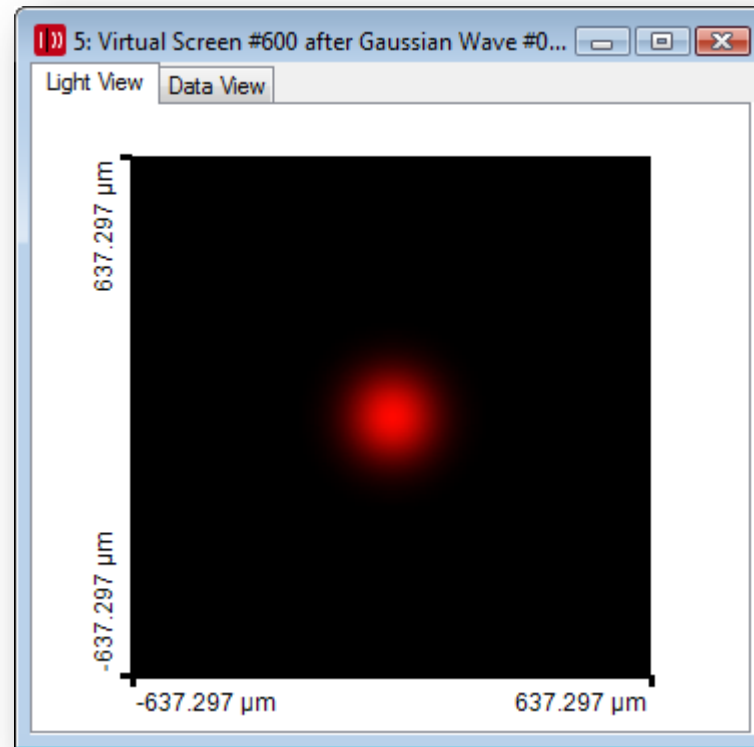 5: Virtual Screen #600 after Gaussian Wave #0...
Light View Data View
637.297 µm
-637.297 µm
-637.297 µm 637.297 µm